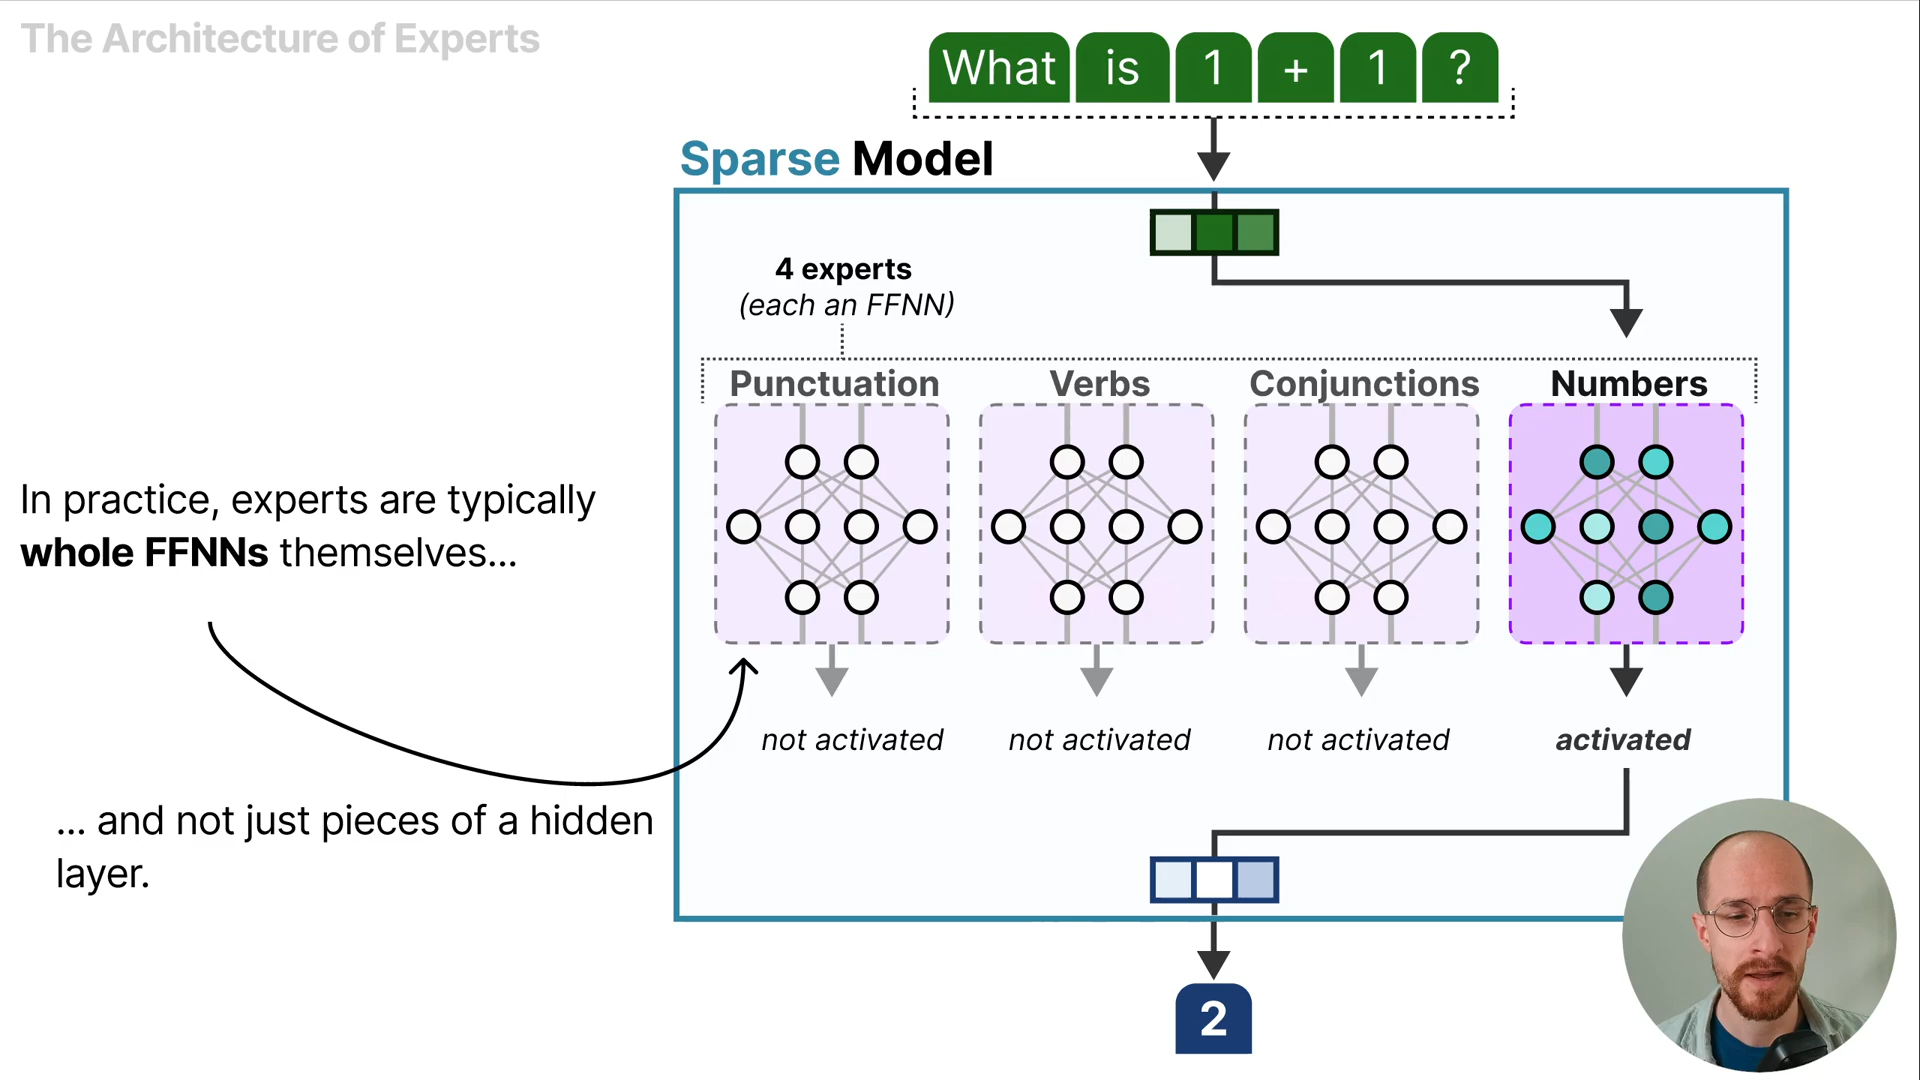 The Architecture of Experts
What is 1 + 1 ?
Sparse Model
4 experts
(each an FFNN)
Punctuation Verbs Conjunctions Numbers
In practice, experts are typically
whole FFNNs themselves...
not activated not activated not activated activated
... and not just pieces of a hidden
layer.
2